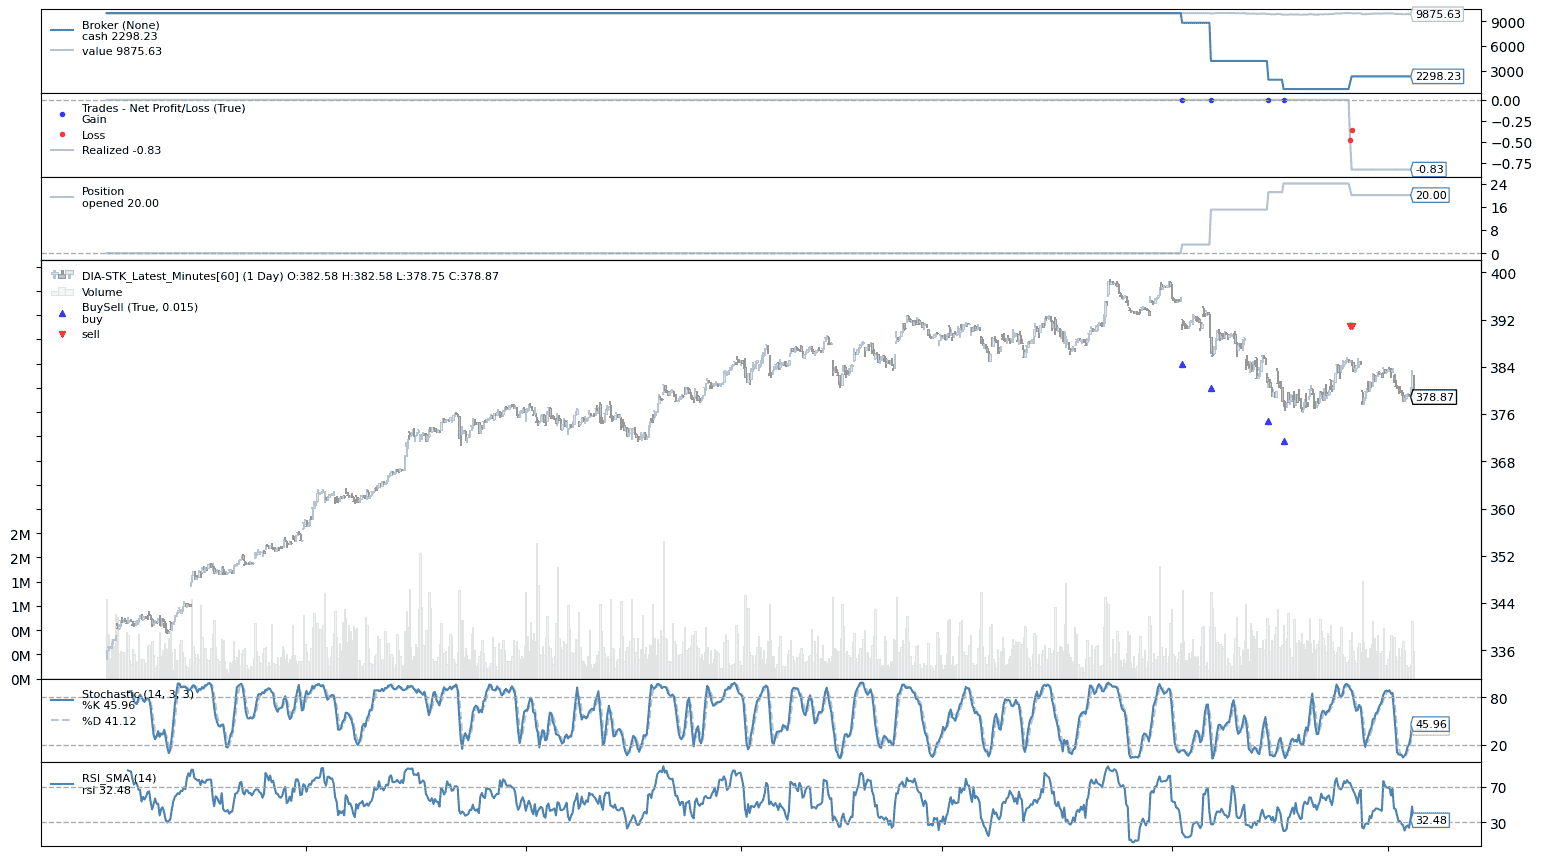 Broker (None)
cash 2298.23
value 9875.63
9875.63
9000
6000
3000
2298.23
Trades - Net Profit/Loss (True)
Gain
Loss
Realized -0.83
0.00
−0.25
−0.50
−0.75
-0.83
Position
opened 20.00
24
20.00
16
8
0
DIA-STK_Latest_Minutes[60] (1 Day) O:382.58 H:382.58 L:378.75 C:378.87
Volume
BuySell (True, 0.015)
buy
sell
400
392
384
378.87
376
368
360
352
344
336
2M
2M
1M
1M
0M
0M
0M
Stochastic (14, 3, 3)
%K 45.96
%D 41.12
80
45.96
20
RSI_SMA (14)
rsi 32.48
70
32.48
30